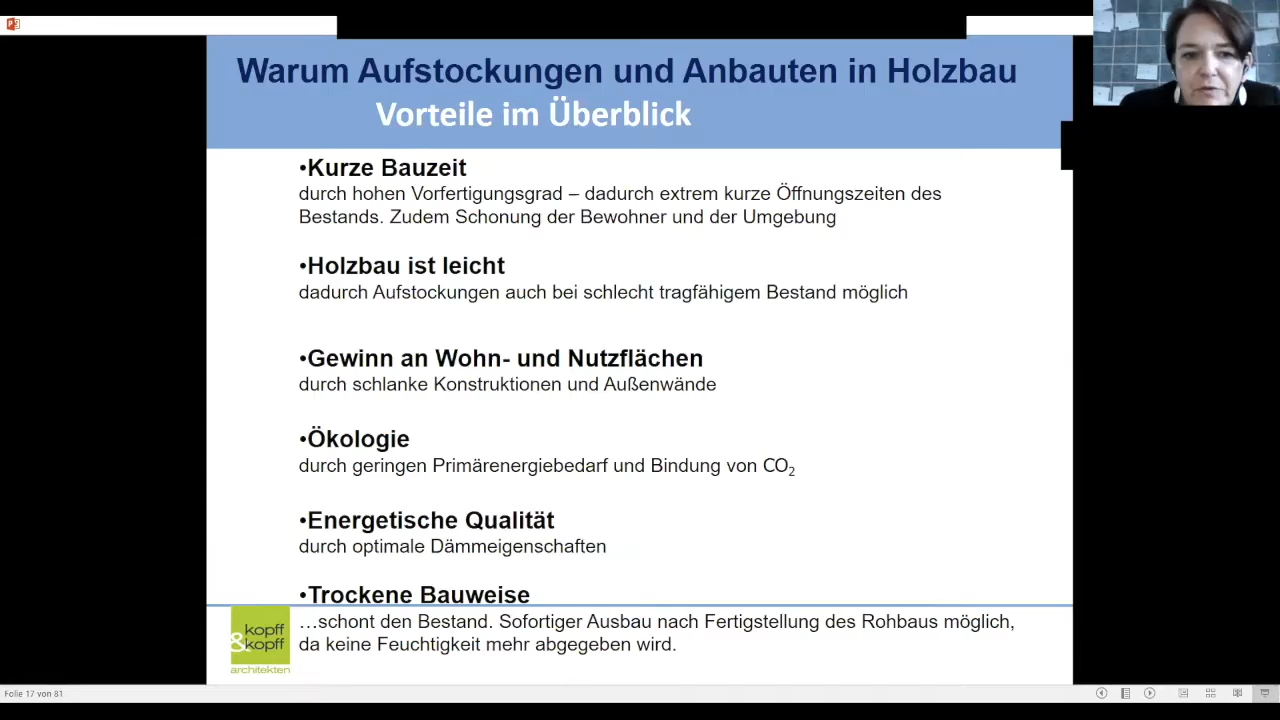 Warum Aufstockungen und Anbauten in Holzbau
Vorteile im Überblick
•Kurze Bauzeit
durch hohen Vorfertigungsgrad – dadurch extrem kurze Öffnungszeiten des
Bestands. Zudem Schonung der Bewohner und der Umgebung
•Holzbau ist leicht
dadurch Aufstockungen auch bei schlecht tragfähigem Bestand möglich
•Gewinn an Wohn- und Nutzflächen
durch schlanke Konstruktionen und Außenwände
•Ökologie
durch geringen Primärenergiebedarf und Bindung von CO₂
•Energetische Qualität
durch optimale Dämmeigenschaften
•Trockene Bauweise
…schont den Bestand. Sofortiger Ausbau nach Fertigstellung des Rohbaus möglich,
da keine Feuchtigkeit mehr abgegeben wird.
kopff
&kopff
architekten
Folie 17 von 81